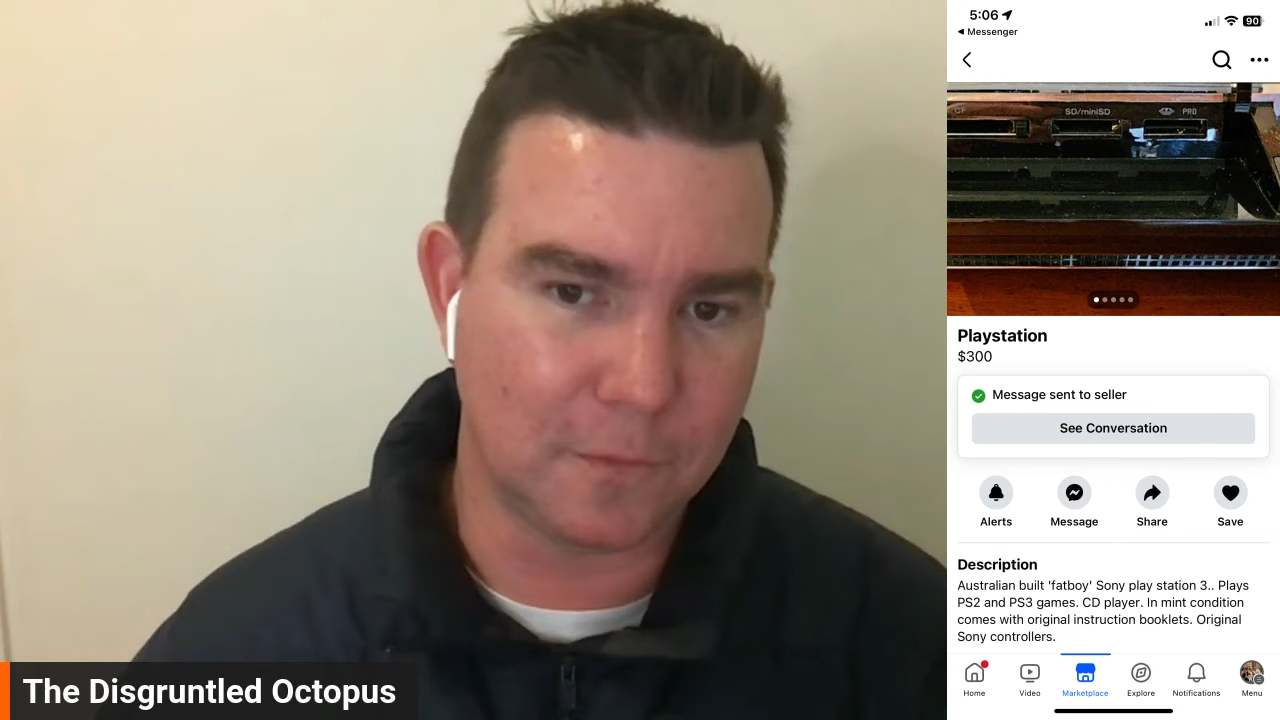 5:06
90
Messenger
CF
SD/miniSD
PRO
Playstation
$300
Message sent to seller
See Conversation
Alerts
Message
Share
Save
Description
Australian built 'fatboy' Sony play station 3.. Plays
PS2 and PS3 games. CD player. In mint condition
comes with original instruction booklets. Original
Sony controllers.
Home
Video
Marketplace
Explore
Notifications
Menu
The Disgruntled Octopus